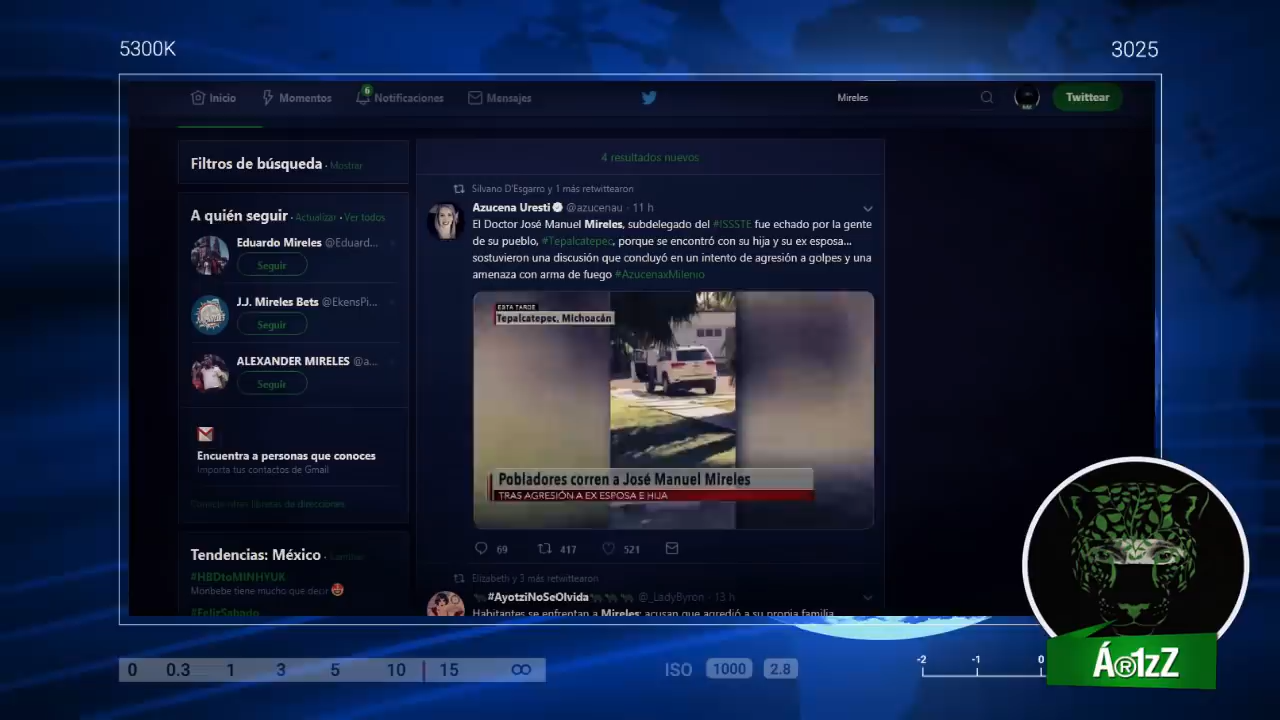 5300K
3025
Inicio
Momentos
6
Notificaciones
Mensajes
Mireles
Twittear
Filtros de búsqueda · Mostrar
A quién seguir · Actualizar · Ver todos
Eduardo Mireles @Eduard...
Seguir
J.J. Mireles Bets @EkensPi...
Seguir
ALEXANDER MIRELES @a...
Seguir
Encuentra a personas que conoces
Importa tus contactos de Gmail
Tendencias: México ·
#HBDtoMINHYUK
Monbebe tiene mucho que decir
#FelizSabado
4 resultados nuevos
Silvano D'Esgarro y 1 más retwittearon
Azucena Uresti @azucenau · 11 h
El Doctor José Manuel Mireles, subdelegado del #ISSSTE fue echado por la gente
de su pueblo, #Tepalcatepec, porque se encontró con su hija y su ex esposa...
sostuvieron una discusión que concluyó en un intento de agresión a golpes y una
amenaza con arma de fuego #AzucenaxMilenio
ESTA TARDE
Tepalcatepec, Michoacán
Pobladores corren a José Manuel Mireles
TRAS AGRESIÓN A EX ESPOSA E HIJA
69
417
521
Elizabeth y 3 más retwittearon
#AyotziNoSeOlvida @_LadyByron · 13 h
Habitantes se enfrentan a Mireles; acusan que agredió a su propia familia
0 0.3 1 3 5 10 15 ∞
ISO 1000 2.8
-2 -1 0
Á®1zZ